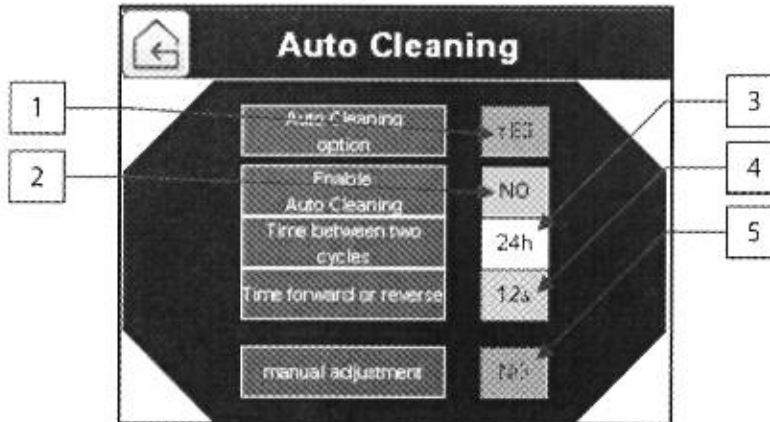 Auto Cleaning
1
Auto Cleaning
option
YES
2
Enable
Auto Cleaning
NO
3
Time between two
cycles
24h
4
Time forward or reverse
12s
5
manual adjustment
NO